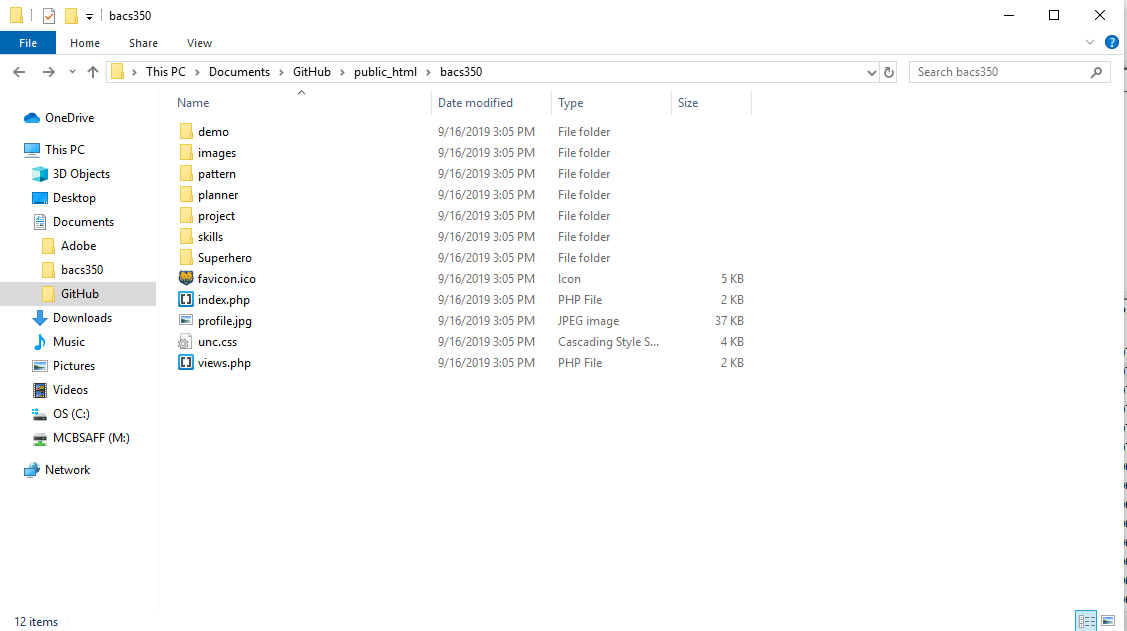 bacs350
File Home Share View
This PC Documents GitHub public_html bacs350 Search bacs350
Name Date modified Type Size
OneDrive
This PC
3D Objects
Desktop
Documents
Adobe
bacs350
GitHub
Downloads
Music
Pictures
Videos
OS (C:)
MCBSAFF (M:)
Network
demo 9/16/2019 3:05 PM File folder
images 9/16/2019 3:05 PM File folder
pattern 9/16/2019 3:05 PM File folder
planner 9/16/2019 3:05 PM File folder
project 9/16/2019 3:05 PM File folder
skills 9/16/2019 3:05 PM File folder
Superhero 9/16/2019 3:05 PM File folder
favicon.ico 9/16/2019 3:05 PM Icon 5 KB
index.php 9/16/2019 3:05 PM PHP File 2 KB
profile.jpg 9/16/2019 3:05 PM JPEG image 37 KB
unc.css 9/16/2019 3:05 PM Cascading Style S... 4 KB
views.php 9/16/2019 3:05 PM PHP File 2 KB
12 items